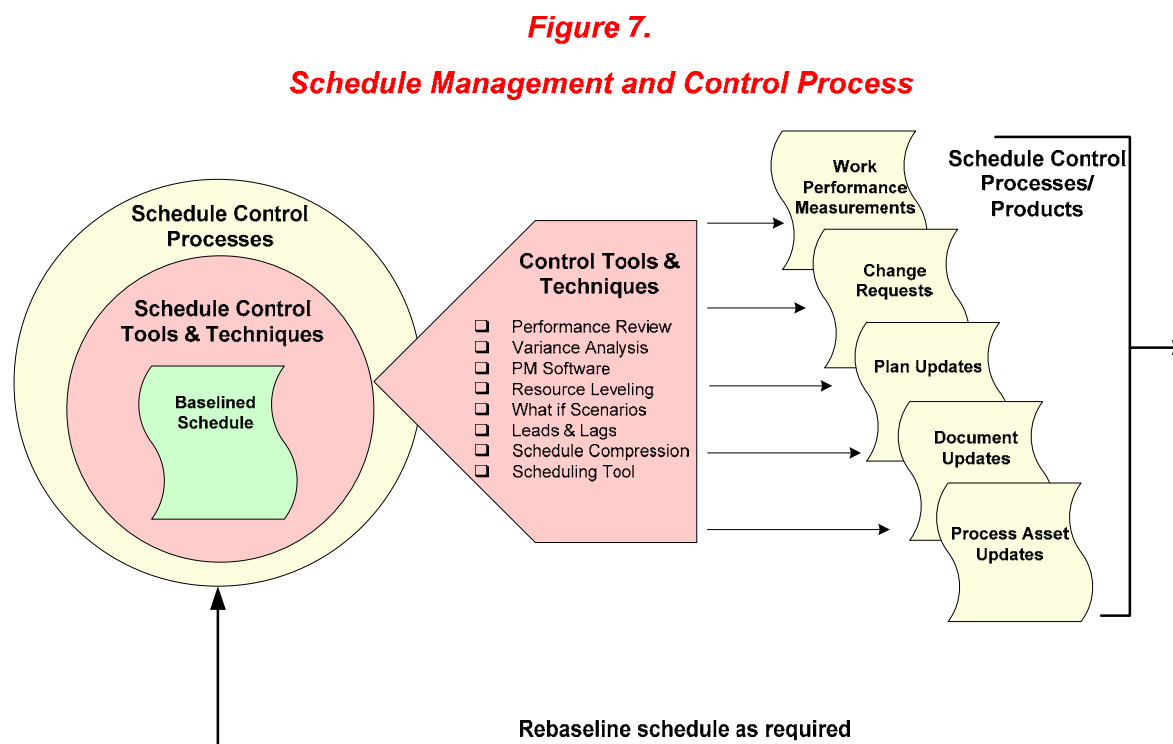 Figure 7.
Schedule Management and Control Process
Schedule Control
Processes
Schedule Control
Tools & Techniques
Baselined
Schedule
Control Tools &
Techniques
Performance Review
Variance Analysis
PM Software
Resource Leveling
What if Scenarios
Leads & Lags
Schedule Compression
Scheduling Tool
Work
Performance
Measurements
Change
Requests
Plan Updates
Document
Updates
Process Asset
Updates
Schedule Control
Processes/
Products
Rebaseline schedule as required